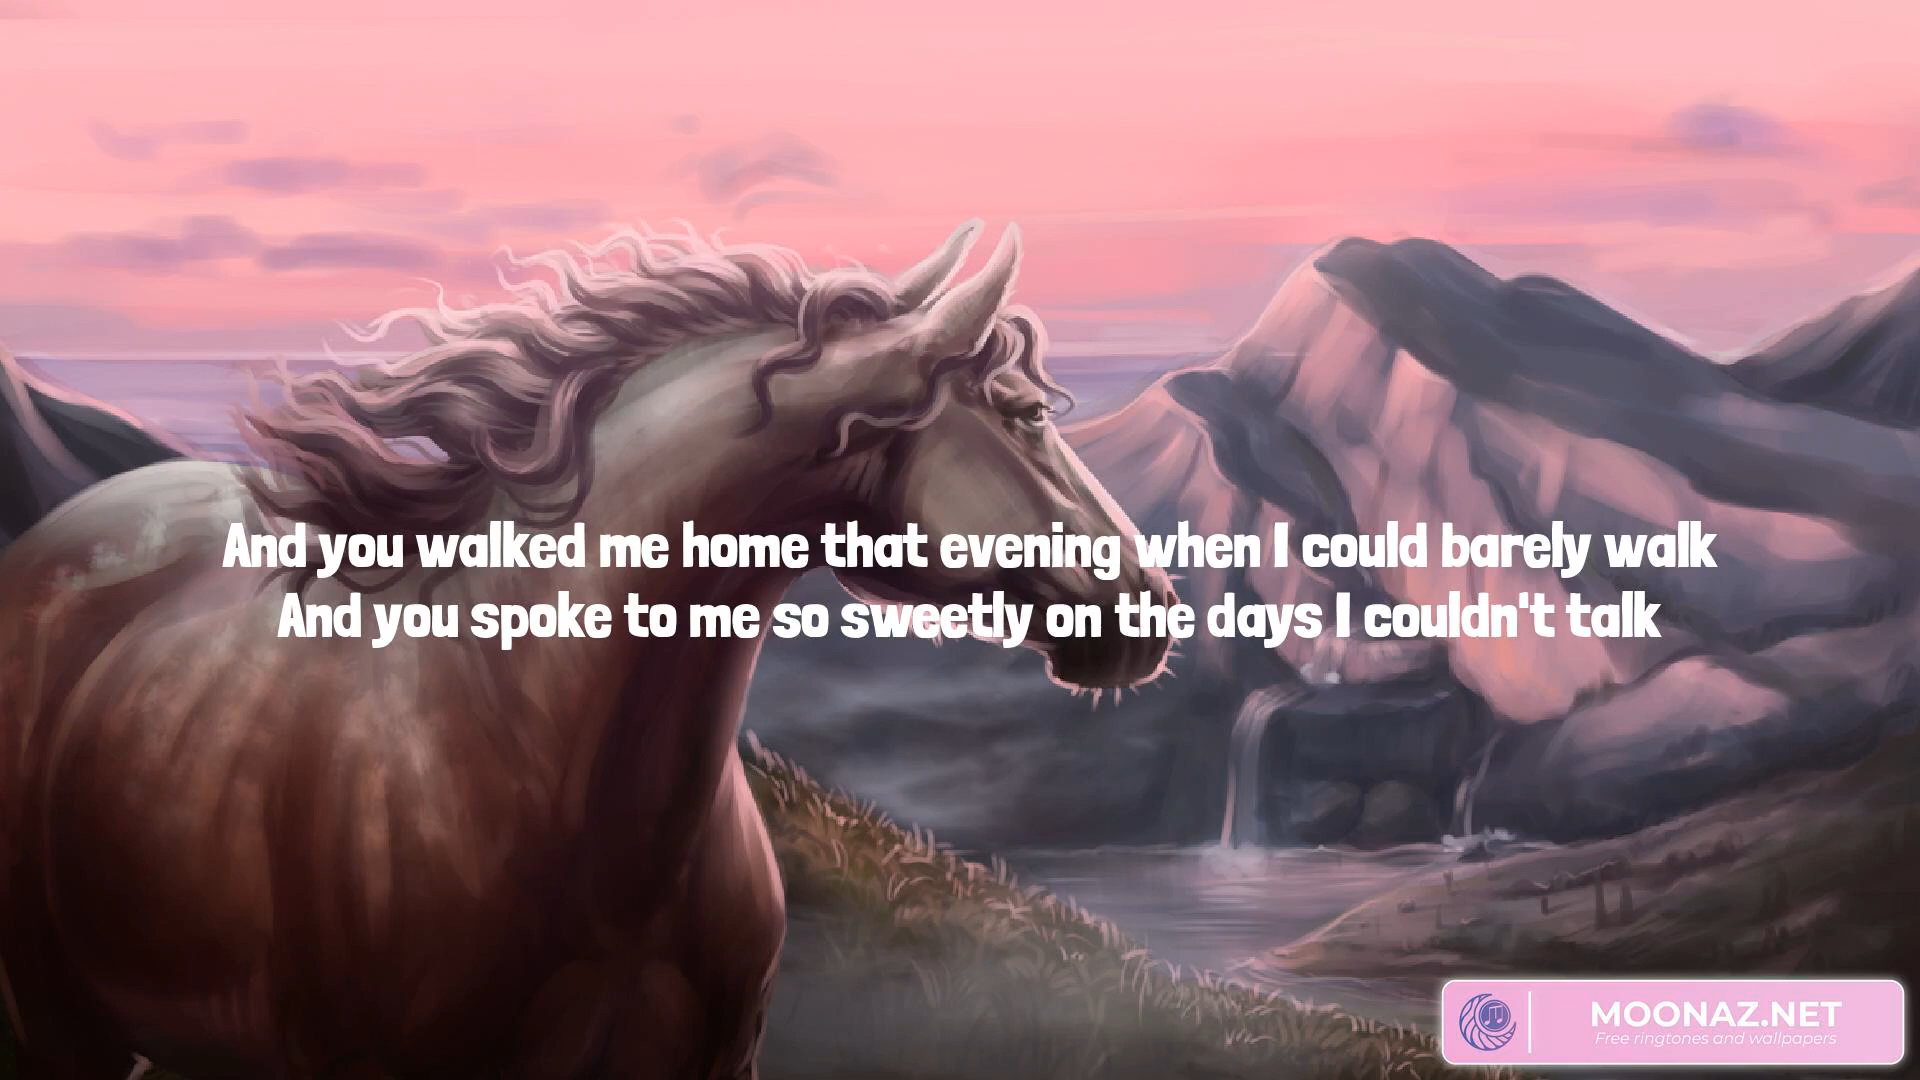 And you walked me home that evening when I could barely walk
And you spoke to me so sweetly on the days I couldn't talk
MOONAZ.NET
Free ringtones and wallpapers